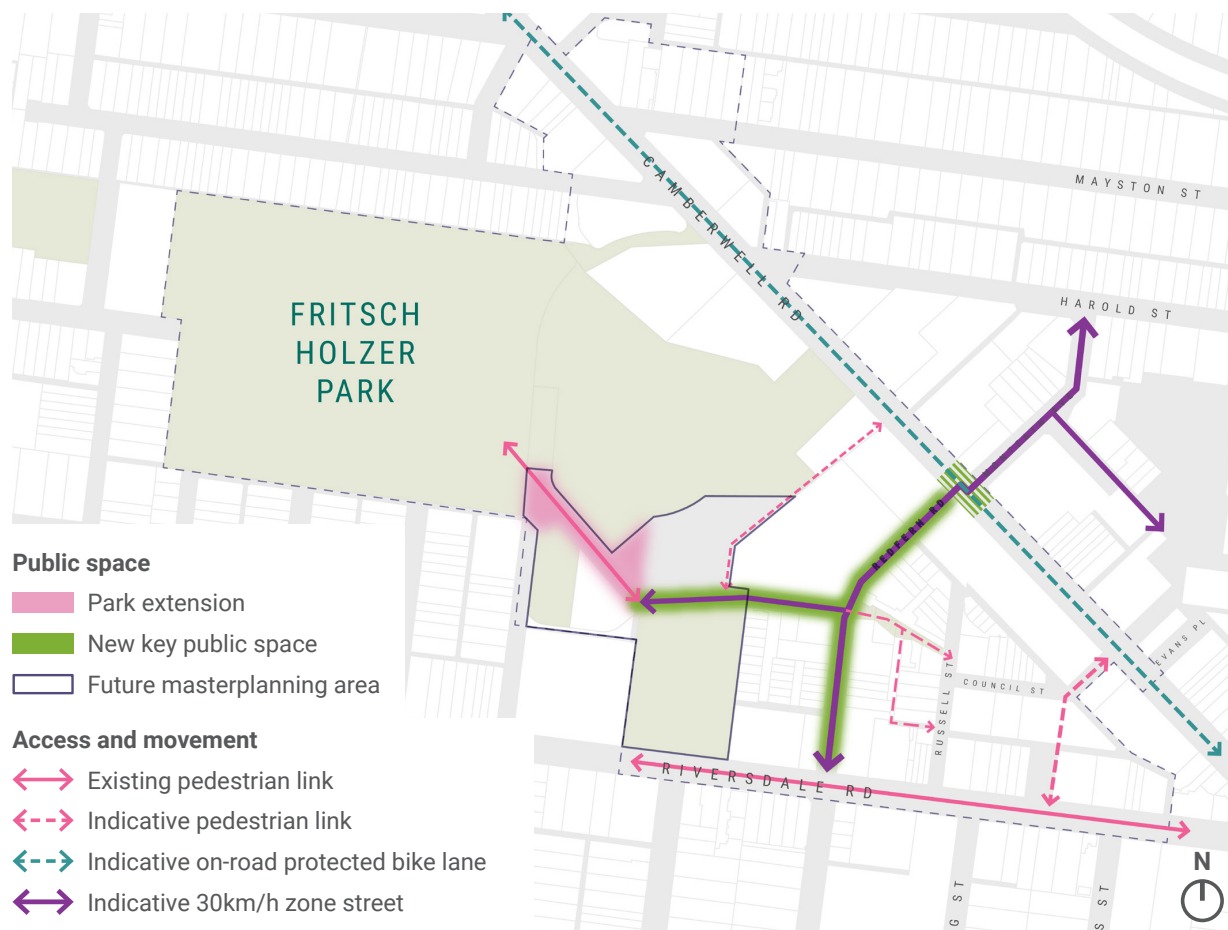 MAYSTON ST
CAMBERWELL RD
HAROLD ST
FRITSCH
HOLZER
PARK
REDFERN RD
EVANS PL
COUNCIL ST
RUSSELL ST
RIVERSDALE RD
G ST
S ST
N
Public space
Park extension
New key public space
Future masterplanning area
Access and movement
Existing pedestrian link
Indicative pedestrian link
Indicative on-road protected bike lane
Indicative 30km/h zone street